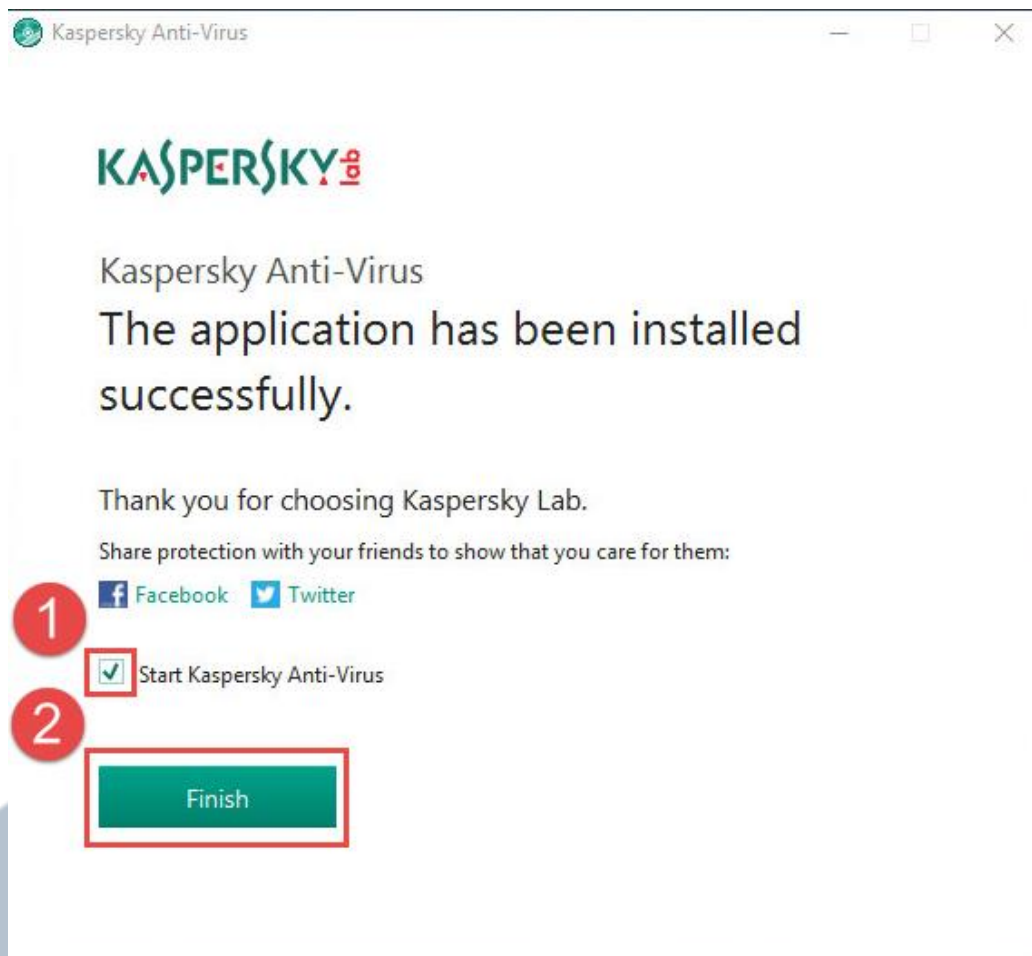 Kaspersky Anti-Virus
KASPERSKY lab
Kaspersky Anti-Virus
The application has been installed
successfully.
Thank you for choosing Kaspersky Lab.
Share protection with your friends to show that you care for them:
Facebook Twitter
1
Start Kaspersky Anti-Virus
2
Finish